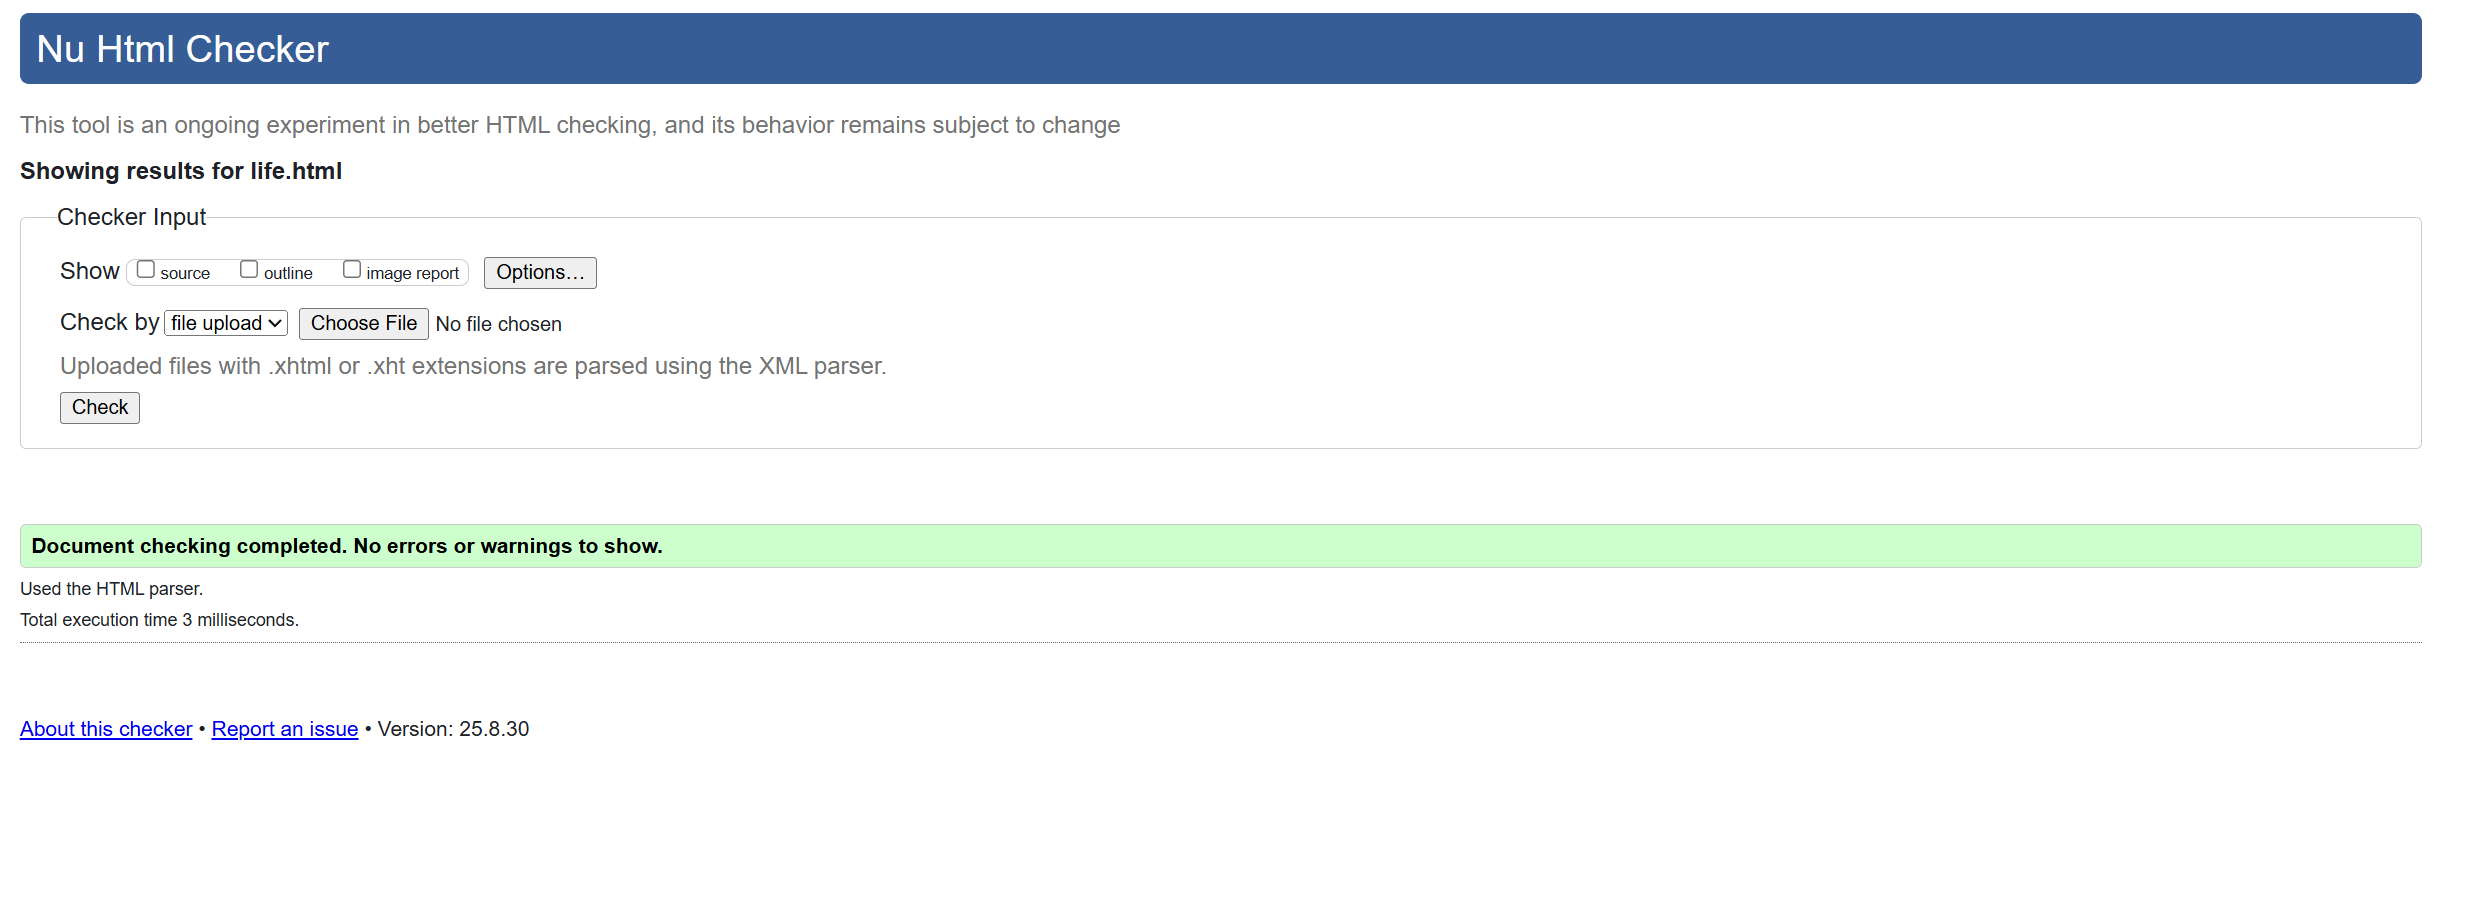 Nu Html Checker
This tool is an ongoing experiment in better HTML checking, and its behavior remains subject to change
Showing results for life.html
Checker Input
Show source outline image report Options…
Check by file upload Choose File No file chosen
Uploaded files with .xhtml or .xht extensions are parsed using the XML parser.
Check
Document checking completed. No errors or warnings to show.
Used the HTML parser.
Total execution time 3 milliseconds.
About this checker • Report an issue • Version: 25.8.30